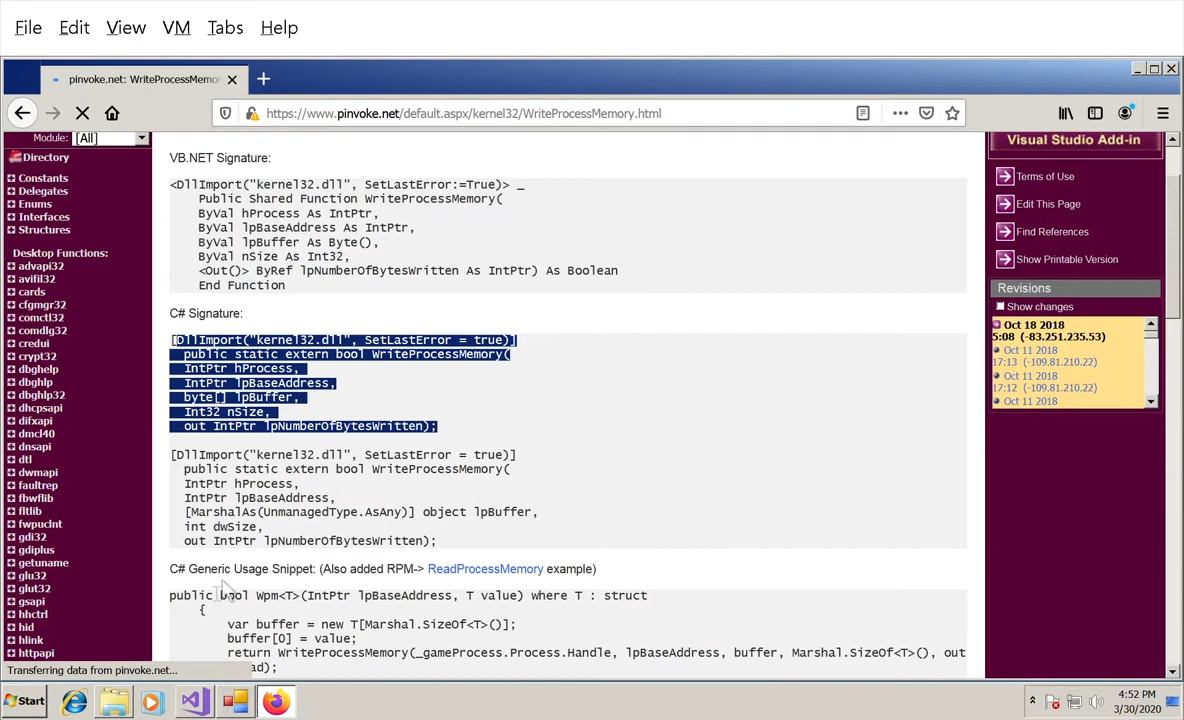 File Edit View VM Tabs Help
pinvoke.net: WriteProcessMemor
https://www.pinvoke.net/default.aspx/kernel32/WriteProcessMemory.html
Module: [All]
Directory
Constants
Delegates
Enums
Interfaces
Structures
Desktop Functions:
advapi32
avifil32
cards
cfgmgr32
comctl32
comdlg32
credui
crypt32
dbghelp
dbghlp
dbghlp32
dhcpsapi
difxapi
dmcl40
dnsapi
dtl
dwmapi
faultrep
fbwflib
fltlib
fwpuclnt
gdi32
gdiplus
getuname
glu32
glut32
gsapi
hhctrl
hid
hlink
httpapi
VB.NET Signature:
<DllImport("kernel32.dll", SetLastError:=True)> _
Public Shared Function WriteProcessMemory(
ByVal hProcess As IntPtr,
ByVal lpBaseAddress As IntPtr,
ByVal lpBuffer As Byte(),
ByVal nSize As Int32,
<Out()> ByRef lpNumberOfBytesWritten As IntPtr) As Boolean
End Function
C# Signature:
[DllImport("kernel32.dll", SetLastError = true)]
public static extern bool WriteProcessMemory(
IntPtr hProcess,
IntPtr lpBaseAddress,
byte[] lpBuffer,
Int32 nSize,
out IntPtr lpNumberOfBytesWritten);
[DllImport("kernel32.dll", SetLastError = true)]
public static extern bool WriteProcessMemory(
IntPtr hProcess,
IntPtr lpBaseAddress,
[MarshalAs(UnmanagedType.AsAny)] object lpBuffer,
int dwSize,
out IntPtr lpNumberOfBytesWritten);
C# Generic Usage Snippet: (Also added RPM-> ReadProcessMemory example)
public bool Wpm<T>(IntPtr lpBaseAddress, T value) where T : struct
{
var buffer = new T[Marshal.SizeOf<T>()];
buffer[0] = value;
return WriteProcessMemory(_gameProcess.Process.Handle, lpBaseAddress, buffer, Marshal.SizeOf<T>(), out
ad);
Visual Studio Add-in
Terms of Use
Edit This Page
Find References
Show Printable Version
Revisions
Show changes
Oct 18 2018
5:08 (-83.251.235.53)
Oct 11 2018
17:13 (-109.81.210.22)
Oct 11 2018
17:12 (-109.81.210.22)
Oct 11 2018
Transferring data from pinvoke.net...
Start
4:52 PM
3/30/2020